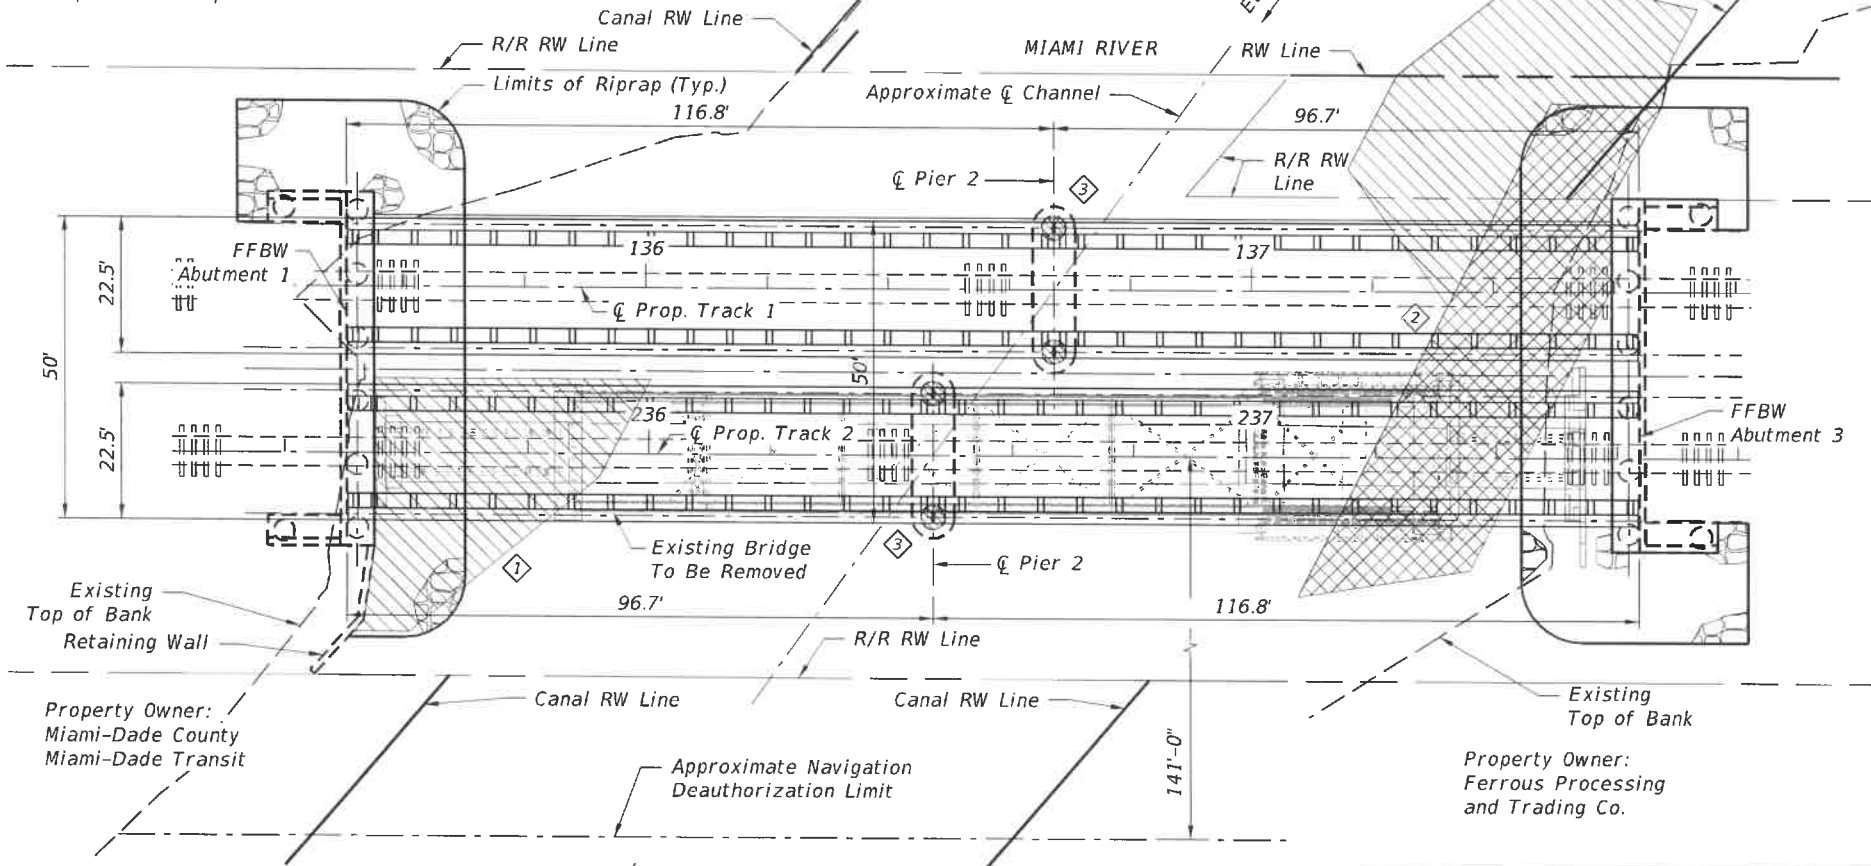 Canal RW Line
R/R RW Line
MIAMI RIVER
RW Line
Limits of Riprap (Typ.)
116.8'
Approximate ℄ Channel
96.7'
R/R RW
Line
℄ Pier 2
3
FFBW
Abutment 1
136
137
22.5'
℄ Prop. Track 1
2
50'
50'
236
237
℄ Prop. Track 2
22.5'
FFBW
Abutment 3
Existing Bridge
To Be Removed
3
1
℄ Pier 2
Existing
Top of Bank
96.7'
116.8'
Retaining Wall
R/R RW Line
Canal RW Line
Canal RW Line
Existing
Top of Bank
Property Owner:
Miami-Dade County
Miami-Dade Transit
141'-0"
Approximate Navigation
Deauthorization Limit
Property Owner:
Ferrous Processing
and Trading Co.